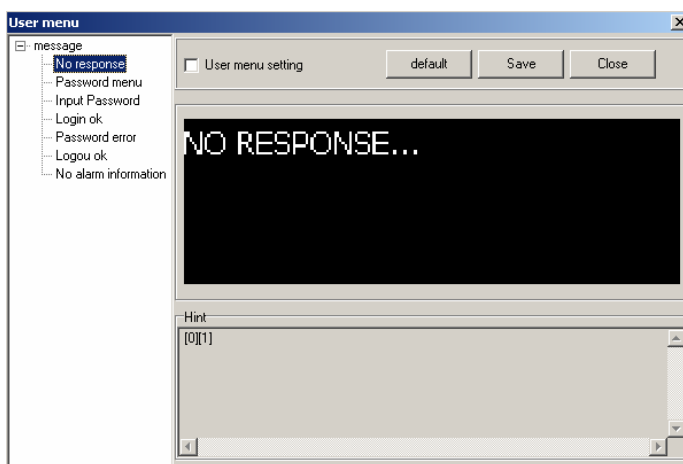 User menu
message
No response
Password menu
Input Password
Login ok
Password error
Logou ok
No alarm information
User menu setting
default
Save
Close
NO RESPONSE...
Hint
[0][1]